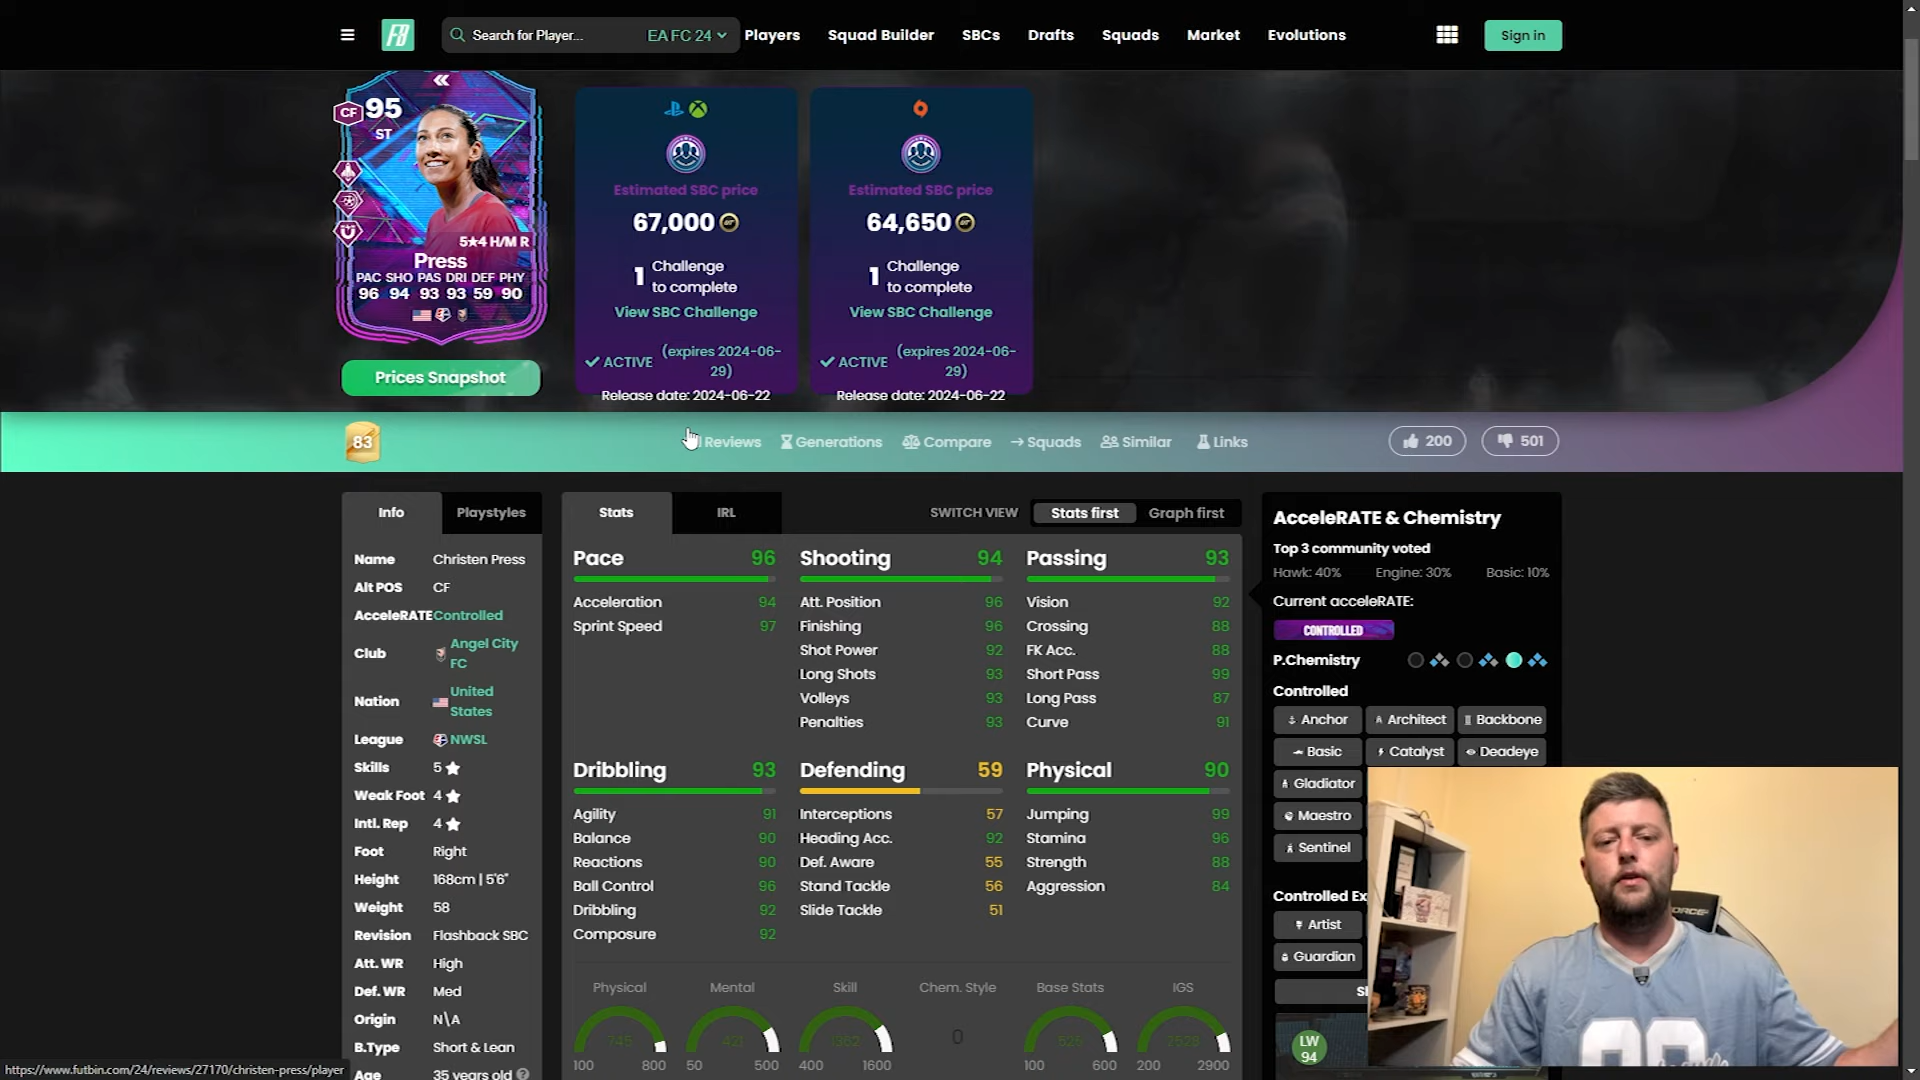 FB
Search for Player...
EA FC 24
Players
Squad Builder
SBCs
Drafts
Squads
Market
Evolutions
Sign in
CF
95
ST
5★4 H/M R
Press
PAC SHO PAS DRI DEF PHY
96 94 93 93 59 90
Prices Snapshot
Estimated SBC price
67,000
1 Challenge
to complete
View SBC Challenge
ACTIVE (expires 2024-06-
29)
Release date: 2024-06-22
Estimated SBC price
64,650
1 Challenge
to complete
View SBC Challenge
ACTIVE (expires 2024-06-
29)
Release date: 2024-06-22
83
Reviews
Generations
Compare
Squads
Similar
Links
200
501
Info
Playstyles
Name Christen Press
Alt POS CF
AcceleRATE Controlled
Club Angel City
FC
Nation United
States
League NWSL
Skills 5
Weak Foot 4
Intl. Rep 4
Foot Right
Height 168cm | 5'6"
Weight 58
Revision Flashback SBC
Att. WR High
Def. WR Med
Origin N\A
B.Type Short & Lean
Age 35 years old
Stats
IRL
SWITCH VIEW
Stats first
Graph first
Pace 96
Acceleration 94
Sprint Speed 97
Shooting 94
Att. Position 96
Finishing 96
Shot Power 92
Long Shots 93
Volleys 93
Penalties 93
Passing 93
Vision 92
Crossing 88
FK Acc. 88
Short Pass 99
Long Pass 87
Curve 91
Dribbling 93
Agility 91
Balance 90
Reactions 90
Ball Control 96
Dribbling 92
Composure 92
Defending 59
Interceptions 57
Heading Acc. 92
Def. Aware 55
Stand Tackle 56
Slide Tackle 51
Physical 90
Jumping 99
Stamina 96
Strength 88
Aggression 84
Physical
745
100 800
Mental
421
50 500
Skill
1362
400 1600
Chem. Style
0
Base Stats
525
100 600
IGS
2528
200 2900
AcceleRATE & Chemistry
Top 3 community voted
Hawk: 40% Engine: 30% Basic: 10%
Current acceleRATE:
CONTROLLED
P.Chemistry
Controlled
Anchor
Architect
Backbone
Basic
Catalyst
Deadeye
Gladiator
Maestro
Sentinel
Controlled Ex
Artist
Guardian
LW
94
https://www.futbin.com/24/reviews/27170/christen-press/player